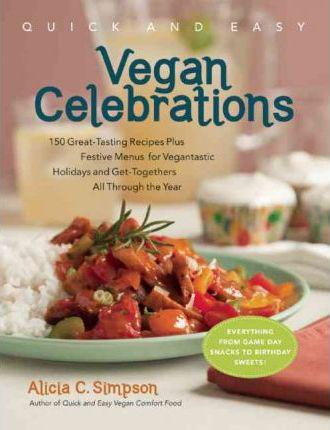 QUICK AND EASY
Vegan
Celebrations
150 Great-Tasting Recipes Plus
Festive Menus for Vegantastic
Holidays and Get-Togethers
All Through the Year
EVERYTHING
FROM GAME DAY
SNACKS TO BIRTHDAY
SWEETS!
Alicia C. Simpson
Author of Quick and Easy Vegan Comfort Food